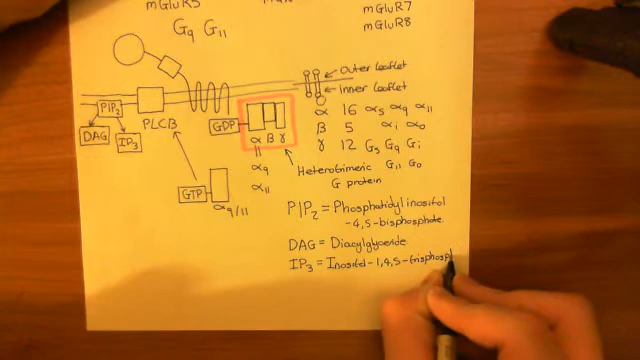 mGluR5
mGluR7
mGluR8
Gq G11
Outer leaflet
Inner leaflet
PIP2
DAG
IP3
PLCβ
GDP
α β γ
α 16 αs αq α11
β 5 αi αo
γ 12 Gs Gq Gi
G11 Go
Heterotrimeric
G protein
αq
α11
GTP
αq/11
PIP2 = Phosphatidylinositol
-4,5-bisphosphate
DAG = Diacylglyceride
IP3 = Inositol-1,4,5-trisphosp